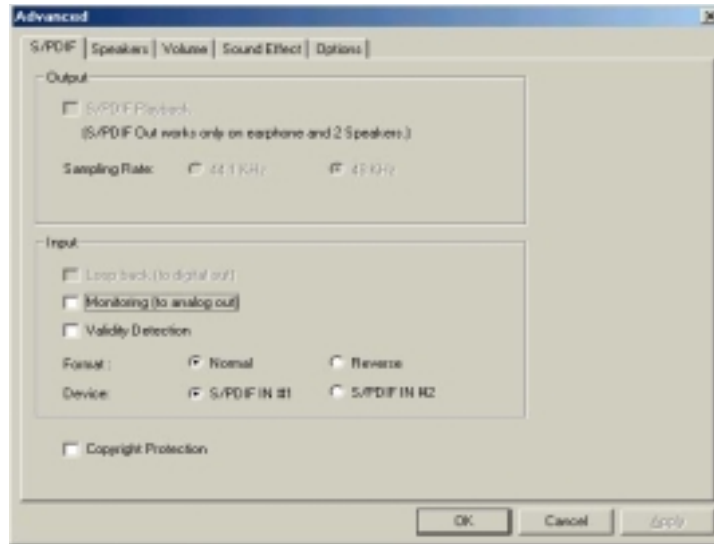 Advanced
S/PDIF Speakers Volume Sound Effect Options
Output
S/PDIF Playback
(S/PDIF Out works only on earphone and 2 Speakers.)
Sampling Rate: 44.1 KHz 48 KHz
Input
Loop back (to digital out)
Monitoring (to analog out)
Validity Detection
Format : Normal Reverse
Device: S/PDIF IN #1 S/PDIF IN #2
Copyright Protection
OK Cancel Apply